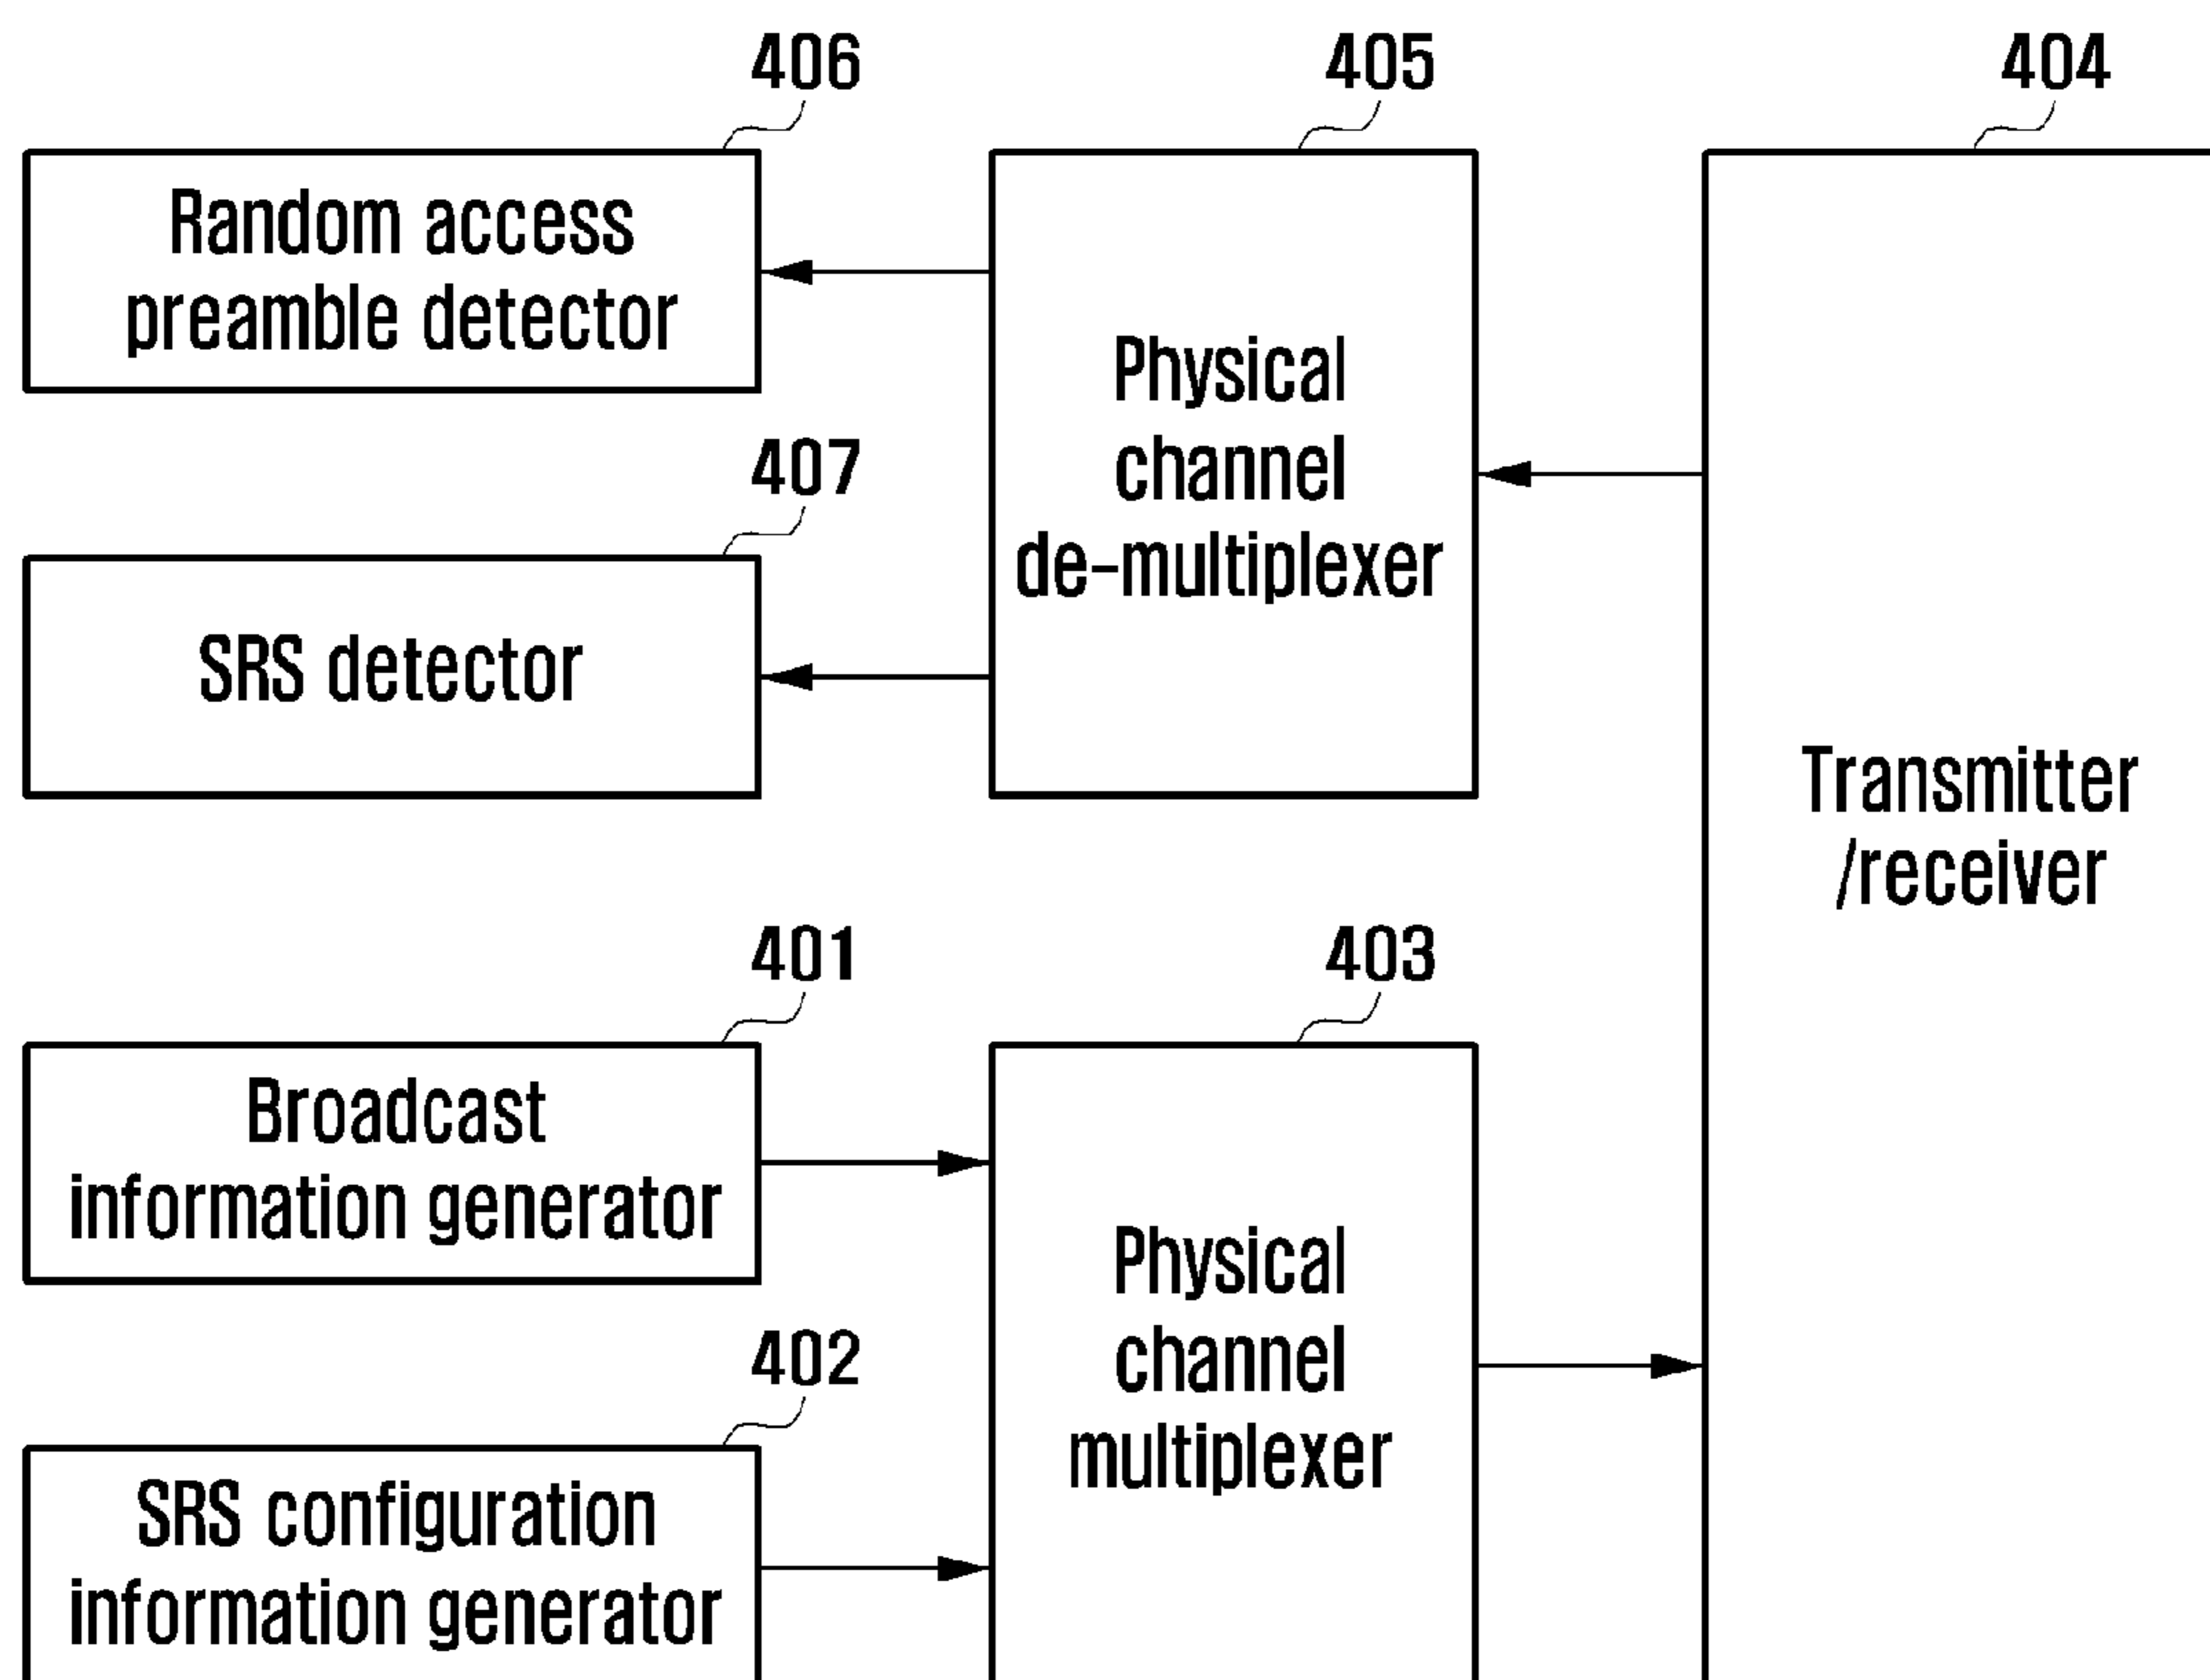 406
405
404
Random access
preamble detector
Physical
channel
de-multiplexer
407
SRS detector
Transmitter
/receiver
401
403
Broadcast
information generator
Physical
channel
multiplexer
402
SRS configuration
information generator